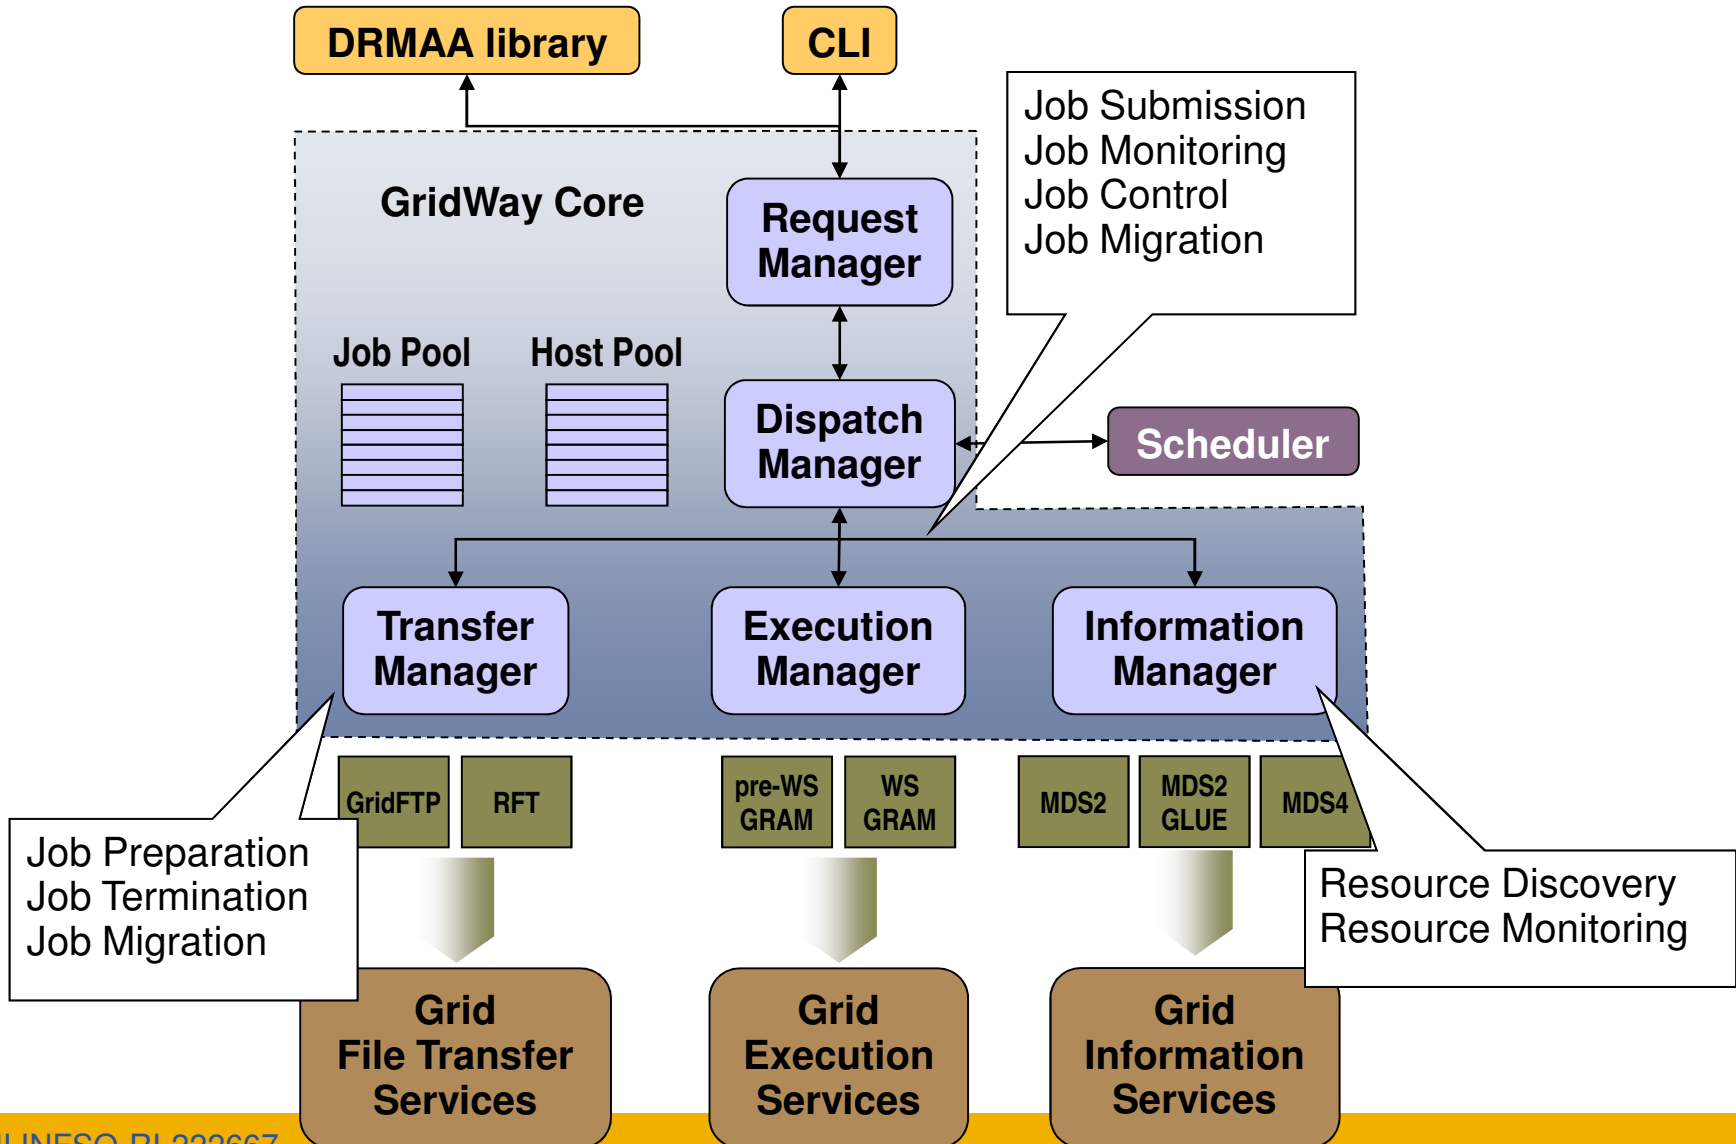 DRMAA library
CLI
Job Submission
Job Monitoring
Job Control
Job Migration
GridWay Core
Request
Manager
Job Pool
Host Pool
Dispatch
Manager
Scheduler
Transfer
Manager
Execution
Manager
Information
Manager
GridFTP
RFT
pre-WS
GRAM
WS
GRAM
MDS2
MDS2
GLUE
MDS4
Job Preparation
Job Termination
Job Migration
Resource Discovery
Resource Monitoring
Grid
File Transfer
Services
Grid
Execution
Services
Grid
Information
Services